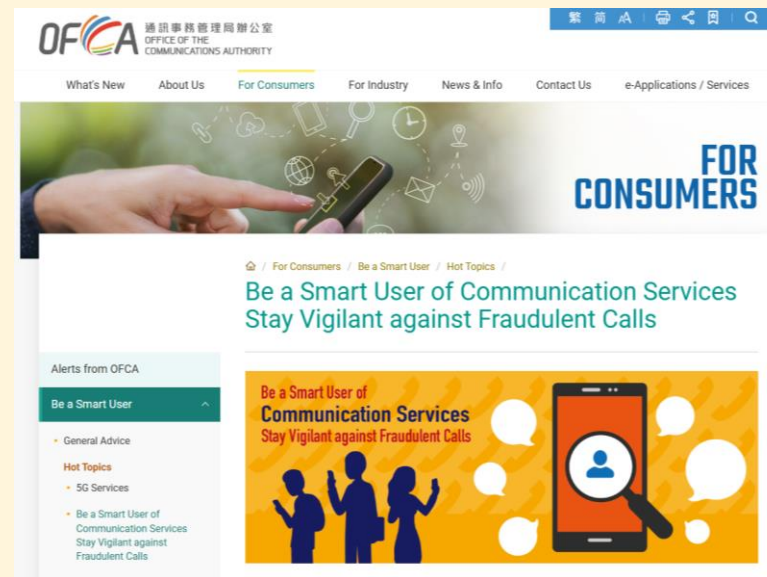 繁 简 A
OFCA 通訊事務管理局辦公室
OFFICE OF THE
COMMUNICATIONS AUTHORITY
What's New About Us For Consumers For Industry News & Info Contact Us e-Applications / Services
FOR
CONSUMERS
/ For Consumers / Be a Smart User / Hot Topics /
Be a Smart User of Communication Services
Stay Vigilant against Fraudulent Calls
Alerts from OFCA
Be a Smart User
General Advice
Hot Topics
5G Services
Be a Smart User of
Communication Services
Stay Vigilant against
Fraudulent Calls
Be a Smart User of
Communication Services
Stay Vigilant against Fraudulent Calls